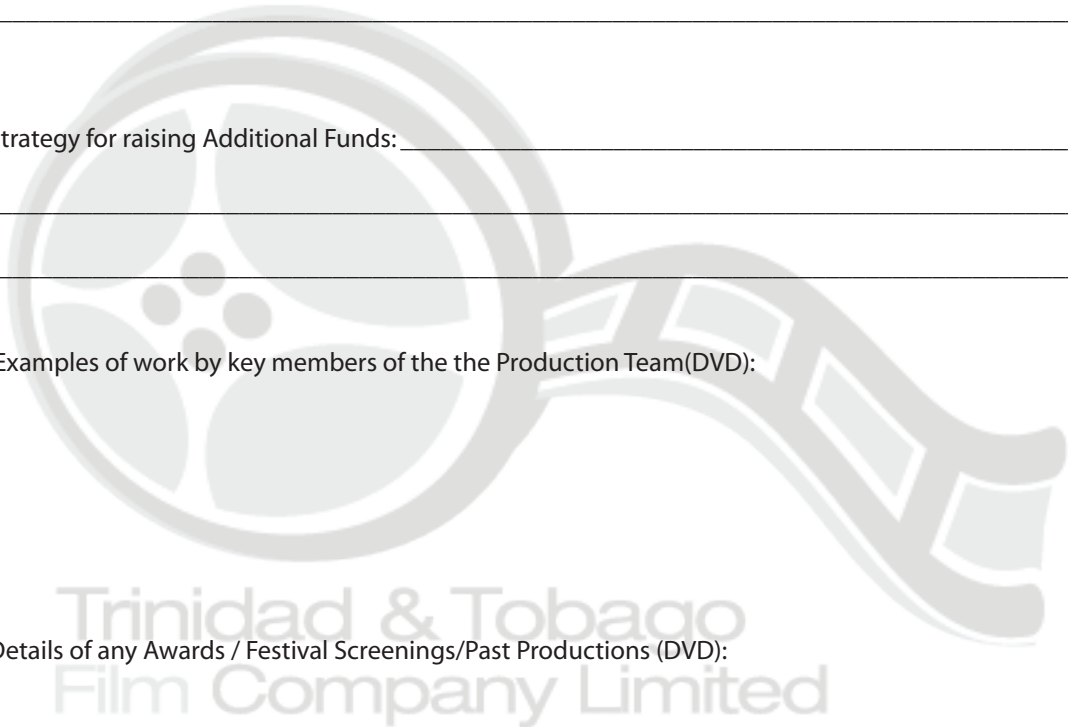 trategy for raising Additional Funds:
Examples of work by key members of the the Production Team(DVD):
Trinidad & Tobago
Details of any Awards / Festival Screenings/Past Productions (DVD):
Film Company Limited